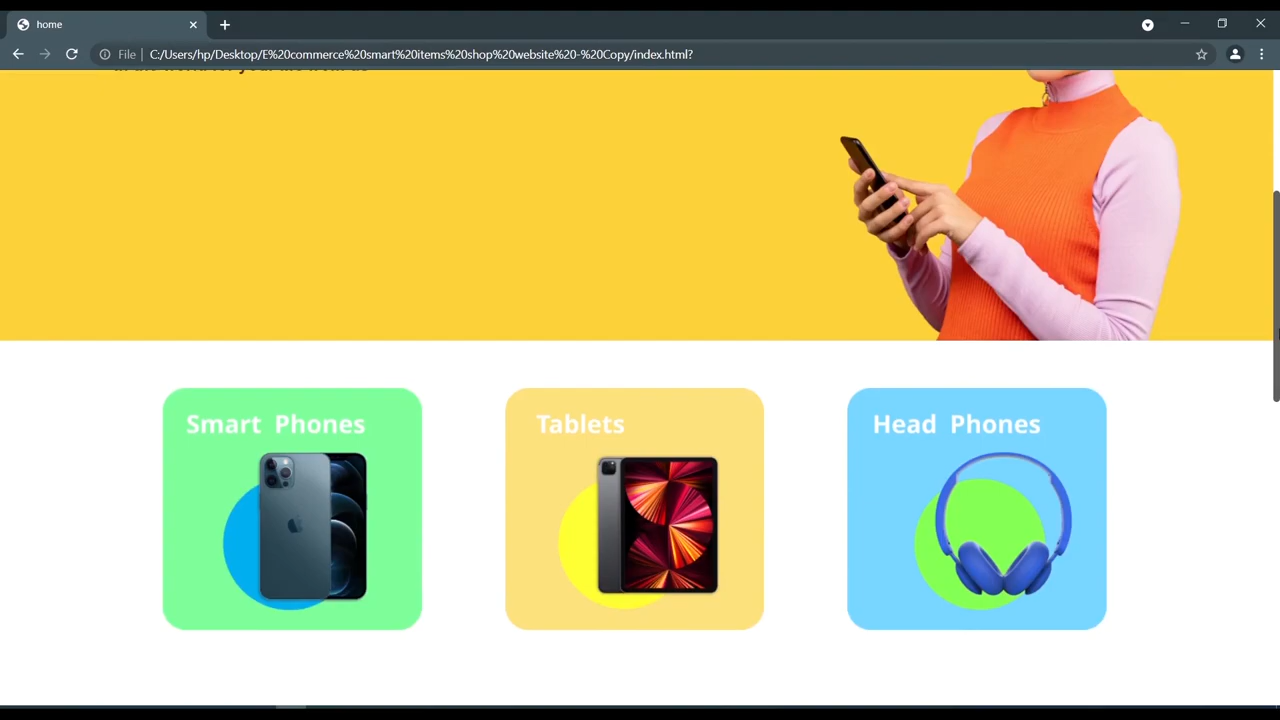 home
File C:/Users/hp/Desktop/E%20commerce%20smart%20items%20shop%20website%20-%20Copy/index.html?
Smart Phones
Tablets
Head Phones